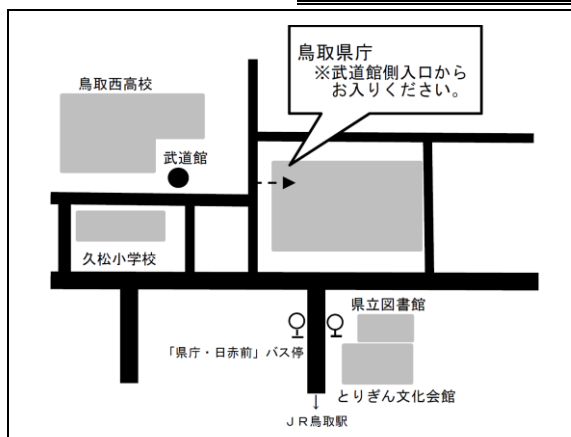 鳥取県庁
※武道館側入口から
お入りください。
鳥取西高校
武道館
久松小学校
県立図書館
「県庁・日赤前」バス停
とりぎん文化会館
↓
ＪＲ鳥取駅